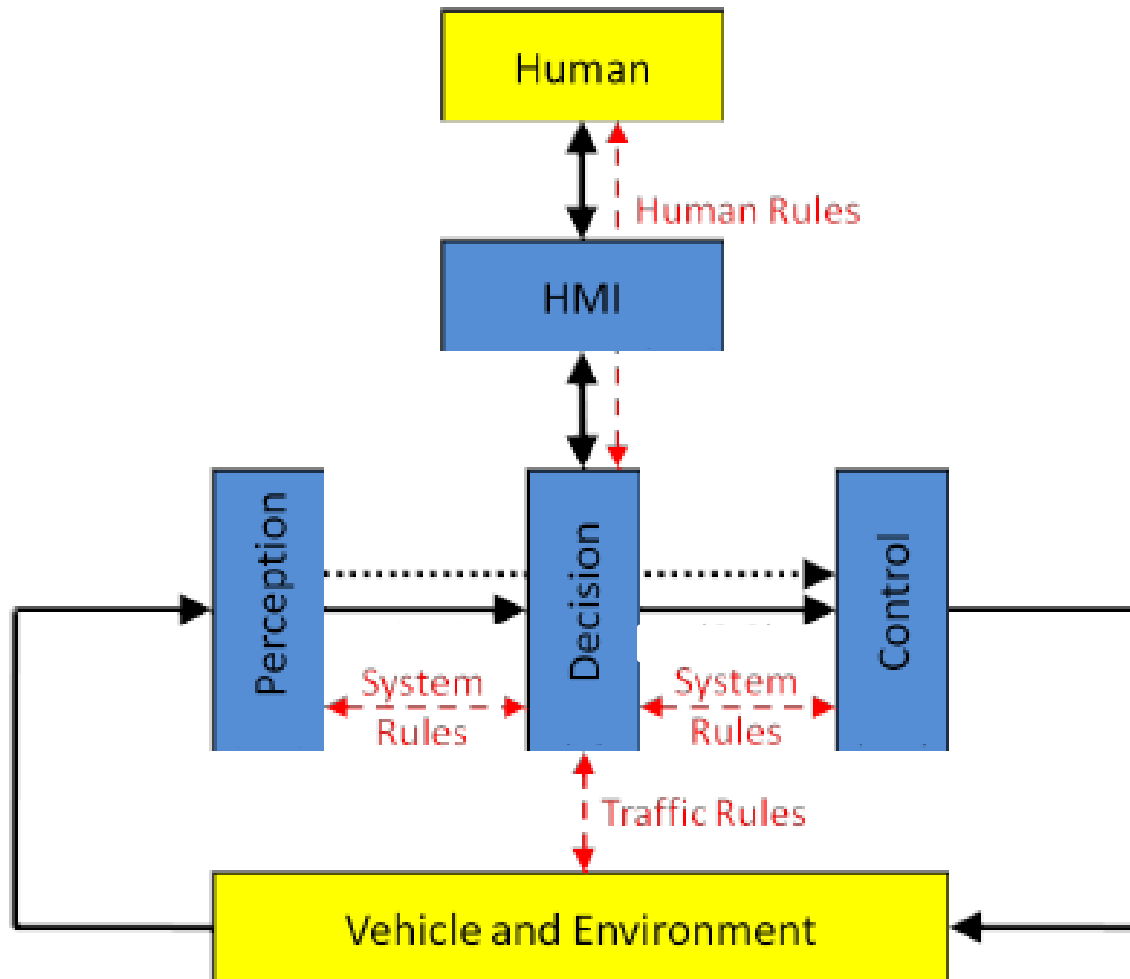 Human
Human Rules
HMI
Perception
Decision
Control
System
Rules
System
Rules
Traffic Rules
Vehicle and Environment